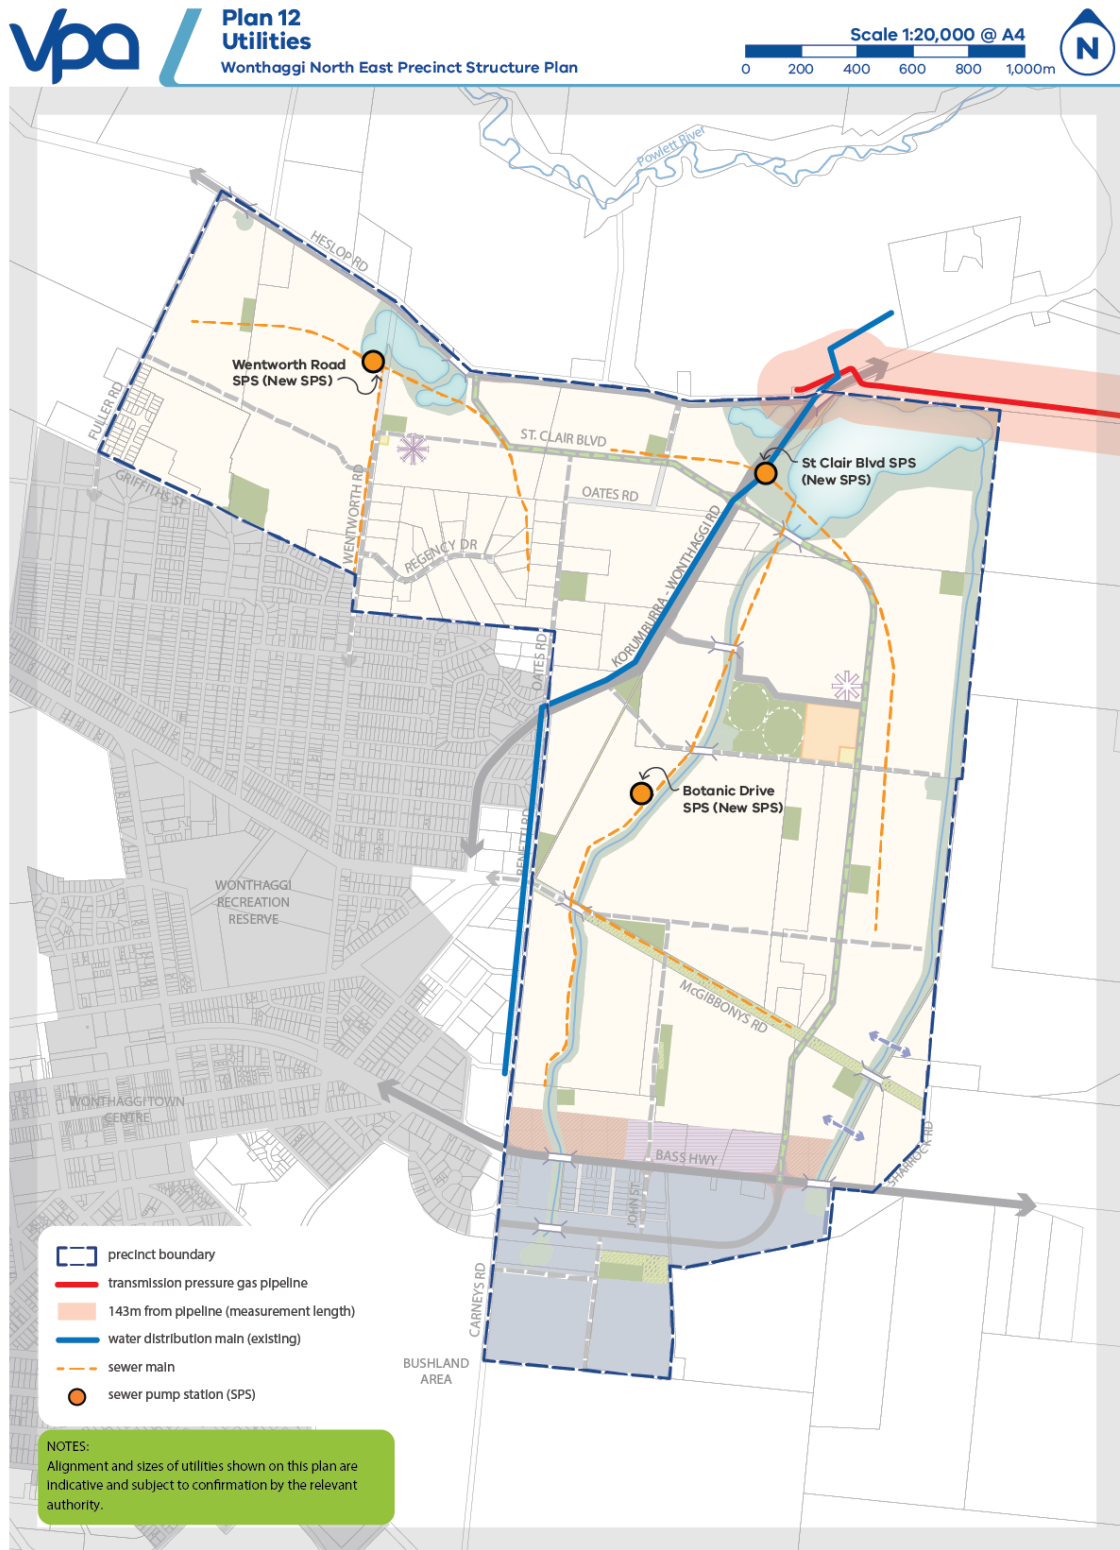 vpa
Plan 12
Utilities
Wonthaggi North East Precinct Structure Plan
Scale 1:20,000 @ A4
0 200 400 600 800 1,000m
N
Powlett River
HESLOP RD
Wentworth Road
SPS (New SPS)
FULLER RD
GRIFFITHS ST
WENTWORTH RD
ST. CLAIR BLVD
OATES RD
REGENCY DR
St Clair Blvd SPS
(New SPS)
KORUMBURRA - WONTHAGGI RD
OATES RD
Botanic Drive
SPS (New SPS)
BENETTI RD
WONTHAGGI
RECREATION
RESERVE
McGIBBONYS RD
WONTHAGGI TOWN
CENTRE
BASS HWY
SHARROCK RD
JOHN ST
CARNEYS RD
BUSHLAND
AREA
precinct boundary
transmission pressure gas pipeline
143m from pipeline (measurement length)
water distribution main (existing)
sewer main
sewer pump station (SPS)
NOTES:
Alignment and sizes of utilities shown on this plan are
indicative and subject to confirmation by the relevant
authority.